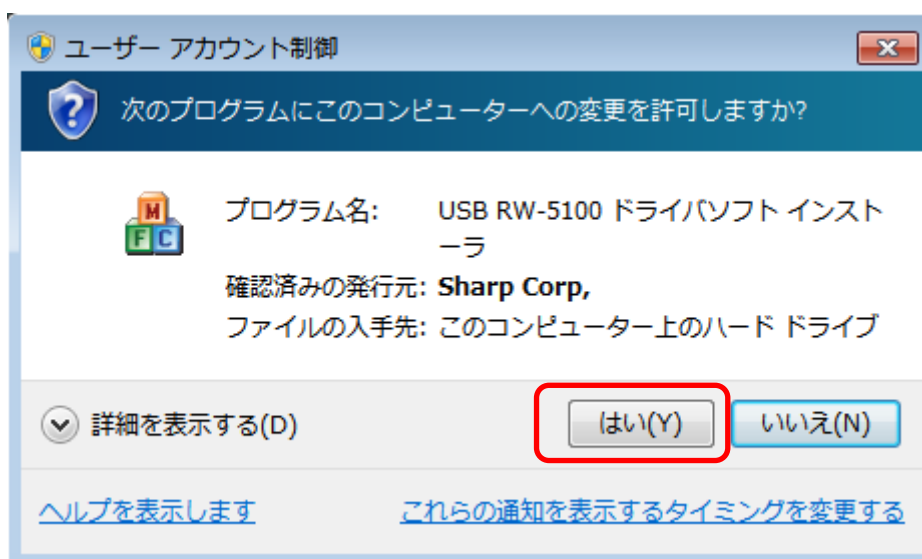 ユーザー アカウント制御
次のプログラムにこのコンピューターへの変更を許可しますか?
M
F C
プログラム名: USB RW-5100 ドライバソフト インスト
ーラ
確認済みの発行元: Sharp Corp,
ファイルの入手先: このコンピューター上のハード ドライブ
詳細を表示する(D) はい(Y) いいえ(N)
ヘルプを表示します これらの通知を表示するタイミングを変更する